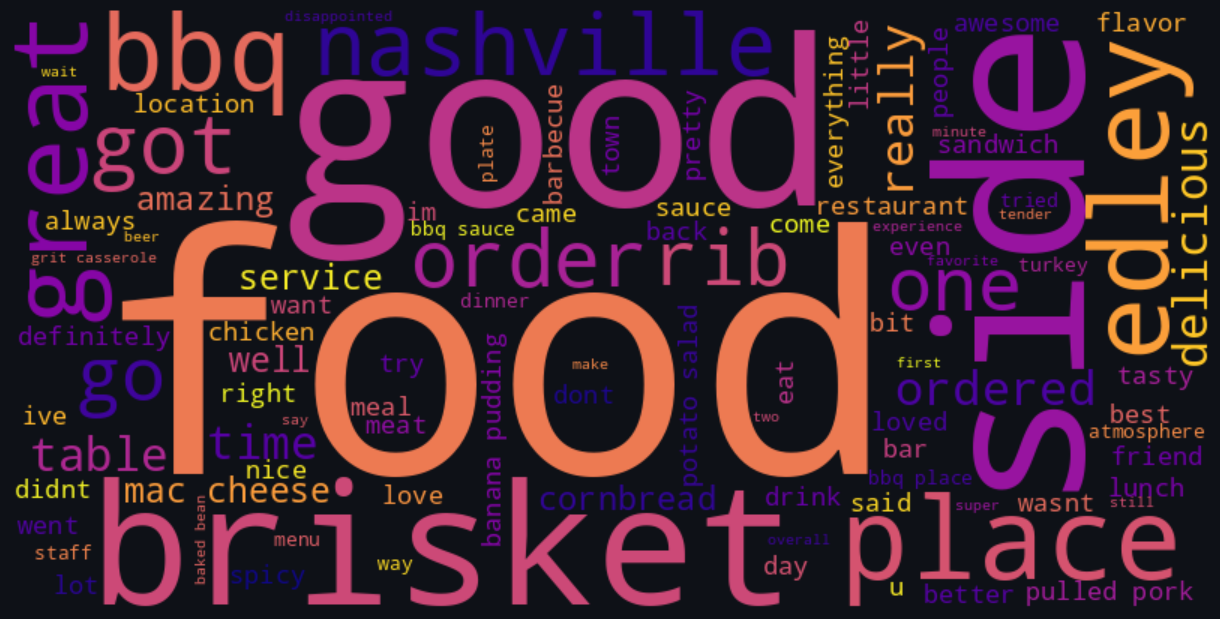 disappointed
great
bbq
nashville
awesome
flavor
wait
location
good
everything
little
really
people
side
edley
got
plate
barbecue
town
pretty
minute
sandwich
delicious
amazing
im
came
sauce
restaurant
tried
tender
always
beer
bbq sauce
back
come
experience
even
favorite
grit casserole
food
order
rib
turkey
service
want
dinner
one
definitely
chicken
bit
go
well
try
banana pudding
make
potato salad
eat
first
right
dont
ordered
tasty
ive
say
meal
meat
two
loved
best
atmosphere
table
time
nice
bar
friend
didnt
mac cheese
love
cornbread
drink
bbq place
lunch
said
super
wasnt
still
went
brisket
place
staff
baked bean
menu
way
overall
day
lot
spicy
u
better
pulled pork